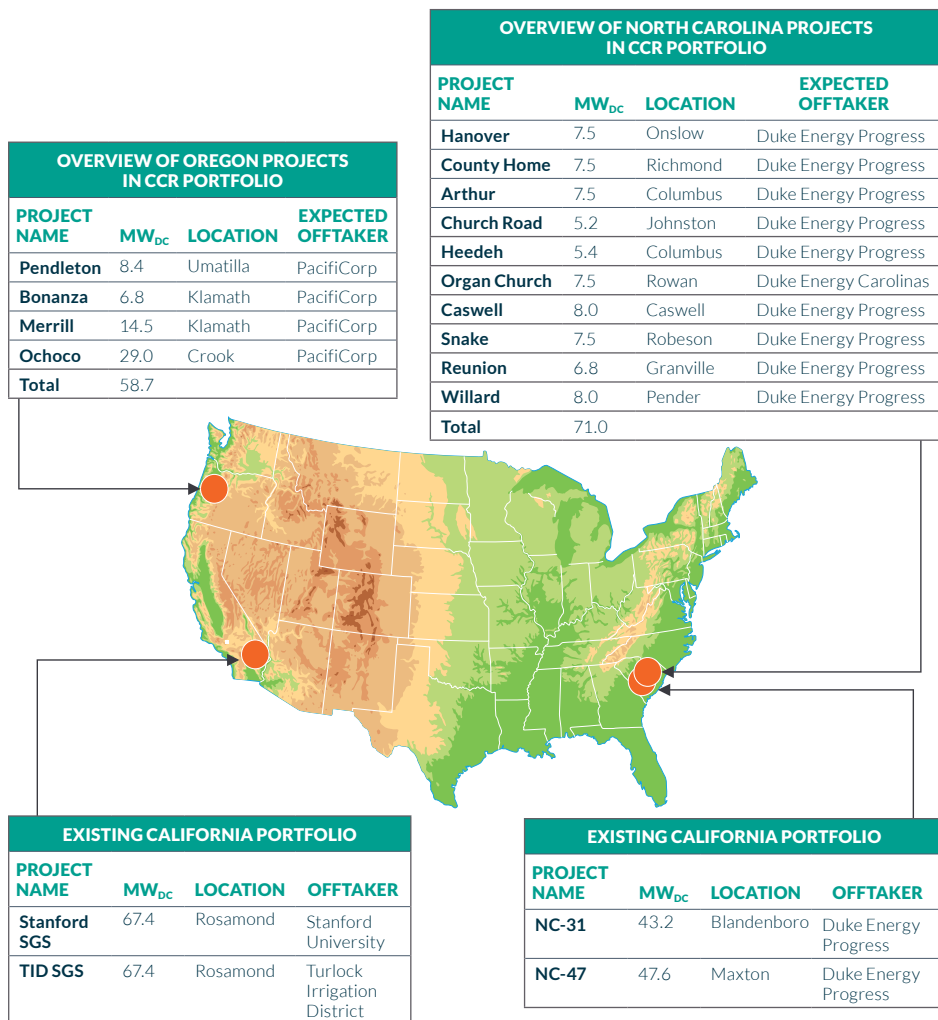 OVERVIEW OF NORTH CAROLINA PROJECTS
IN CCR PORTFOLIO
PROJECT NAME MWDC LOCATION EXPECTED OFFTAKER
Hanover 7.5 Onslow Duke Energy Progress
County Home 7.5 Richmond Duke Energy Progress
Arthur 7.5 Columbus Duke Energy Progress
Church Road 5.2 Johnston Duke Energy Progress
Heedeh 5.4 Columbus Duke Energy Progress
Organ Church 7.5 Rowan Duke Energy Carolinas
Caswell 8.0 Caswell Duke Energy Progress
Snake 7.5 Robeson Duke Energy Progress
Reunion 6.8 Granville Duke Energy Progress
Willard 8.0 Pender Duke Energy Progress
Total 71.0
OVERVIEW OF OREGON PROJECTS
IN CCR PORTFOLIO
PROJECT NAME MWDC LOCATION EXPECTED OFFTAKER
Pendleton 8.4 Umatilla PacifiCorp
Bonanza 6.8 Klamath PacifiCorp
Merrill 14.5 Klamath PacifiCorp
Ochoco 29.0 Crook PacifiCorp
Total 58.7
EXISTING CALIFORNIA PORTFOLIO
PROJECT NAME MWDC LOCATION OFFTAKER
Stanford SGS 67.4 Rosamond Stanford University
TID SGS 67.4 Rosamond Turlock Irrigation District
EXISTING CALIFORNIA PORTFOLIO
PROJECT NAME MWDC LOCATION OFFTAKER
NC-31 43.2 Blandenboro Duke Energy Progress
NC-47 47.6 Maxton Duke Energy Progress